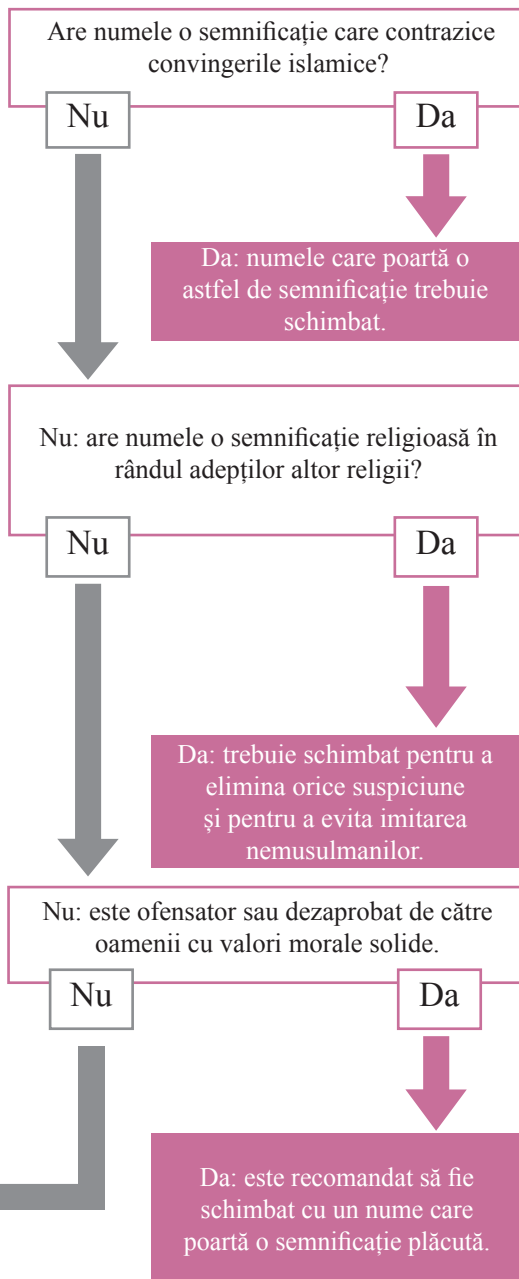 Are numele o semnificație care contrazice
convingerile islamice?
Nu
Da
Da: numele care poartă o
astfel de semnificație trebuie
schimbat.
Nu: are numele o semnificație religioasă în
rândul adepților altor religii?
Nu
Da
Da: trebuie schimbat pentru a
elimina orice suspiciune
și pentru a evita imitarea
nemusulmanilor.
Nu: este ofensator sau dezaprobat de către
oamenii cu valori morale solide.
Nu
Da
Da: este recomandat să fie
schimbat cu un nume care
poartă o semnificație plăcută.